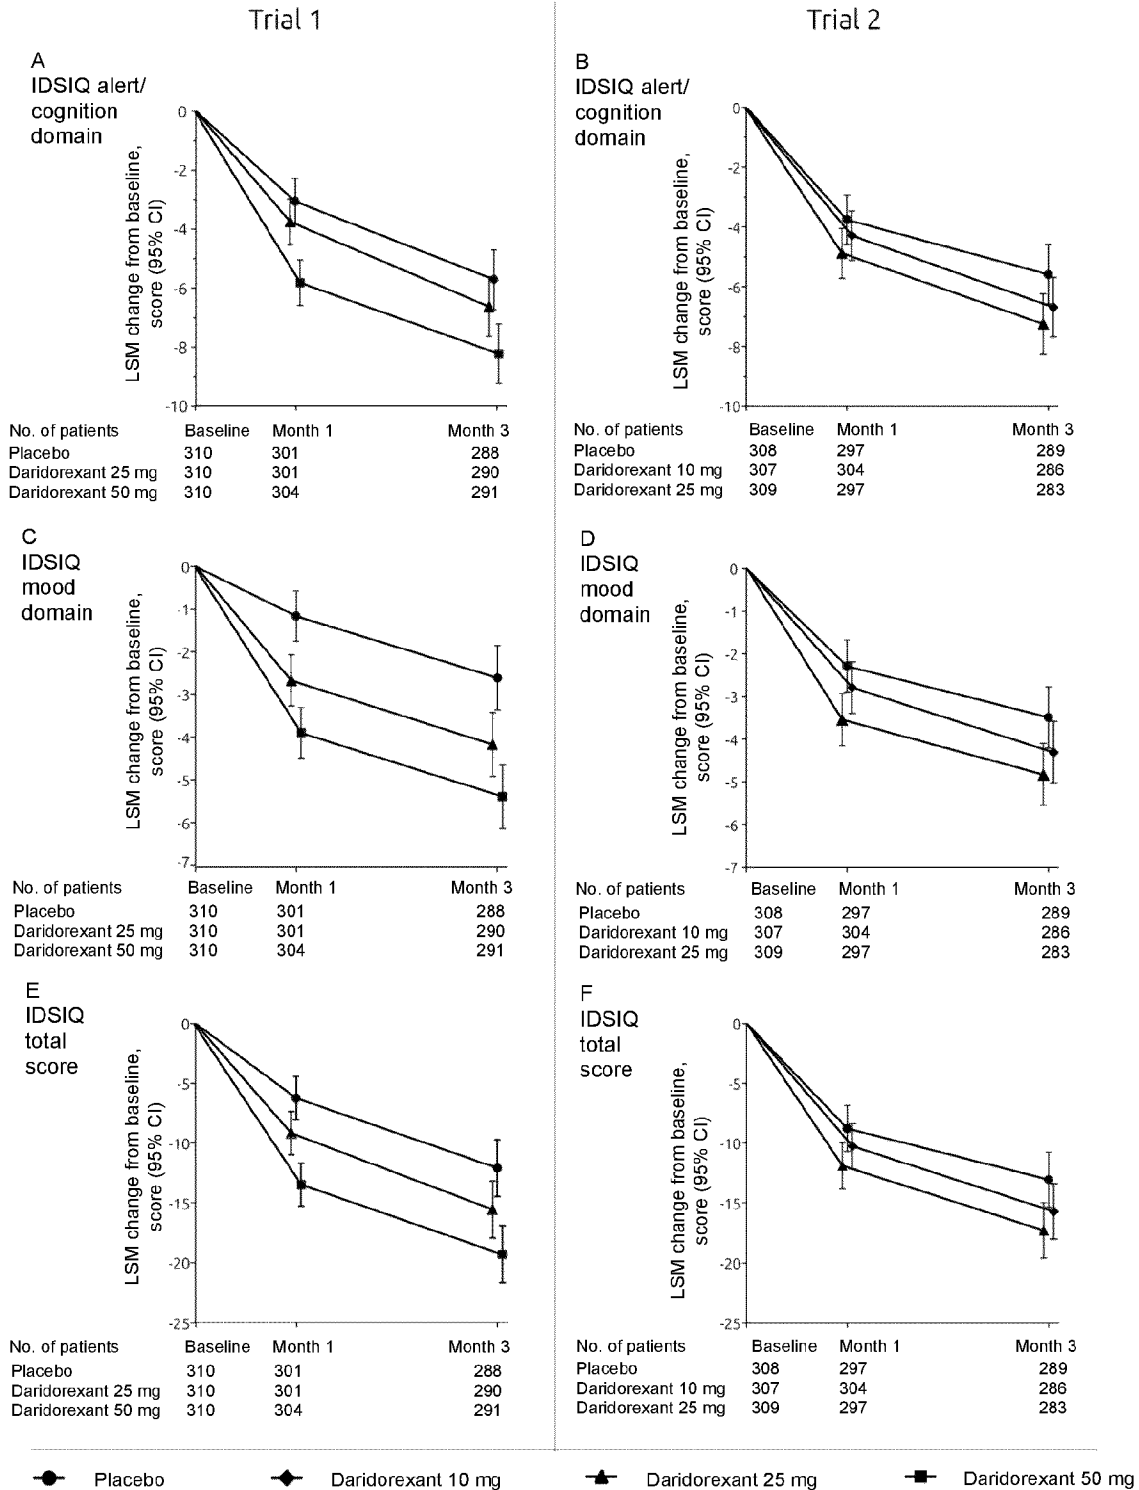 Trial 1
Trial 2
A
IDSIQ alert/
cognition
domain
LSM change from baseline,
score (95% CI)
0
-2
-4
-6
-8
-10
No. of patients Baseline Month 1 Month 3
Placebo 310 301 288
Daridorexant 25 mg 310 301 290
Daridorexant 50 mg 310 304 291
B
IDSIQ alert/
cognition
domain
LSM change from baseline,
score (95% CI)
0
-2
-4
-6
-8
-10
No. of patients Baseline Month 1 Month 3
Placebo 308 297 289
Daridorexant 10 mg 307 304 286
Daridorexant 25 mg 309 297 283
C
IDSIQ
mood
domain
LSM change from baseline,
score (95% CI)
0
-1
-2
-3
-4
-5
-6
-7
No. of patients Baseline Month 1 Month 3
Placebo 310 301 288
Daridorexant 25 mg 310 301 290
Daridorexant 50 mg 310 304 291
D
IDSIQ
mood
domain
LSM change from baseline,
score (95% CI)
0
-1
-2
-3
-4
-5
-6
-7
No. of patients Baseline Month 1 Month 3
Placebo 308 297 289
Daridorexant 10 mg 307 304 286
Daridorexant 25 mg 309 297 283
E
IDSIQ
total
score
LSM change from baseline,
score (95% CI)
0
-5
-10
-15
-20
-25
No. of patients Baseline Month 1 Month 3
Placebo 310 301 288
Daridorexant 25 mg 310 301 290
Daridorexant 50 mg 310 304 291
F
IDSIQ
total
score
LSM change from baseline,
score (95% CI)
0
-5
-10
-15
-20
-25
No. of patients Baseline Month 1 Month 3
Placebo 308 297 289
Daridorexant 10 mg 307 304 286
Daridorexant 25 mg 309 297 283
Placebo Daridorexant 10 mg Daridorexant 25 mg Daridorexant 50 mg